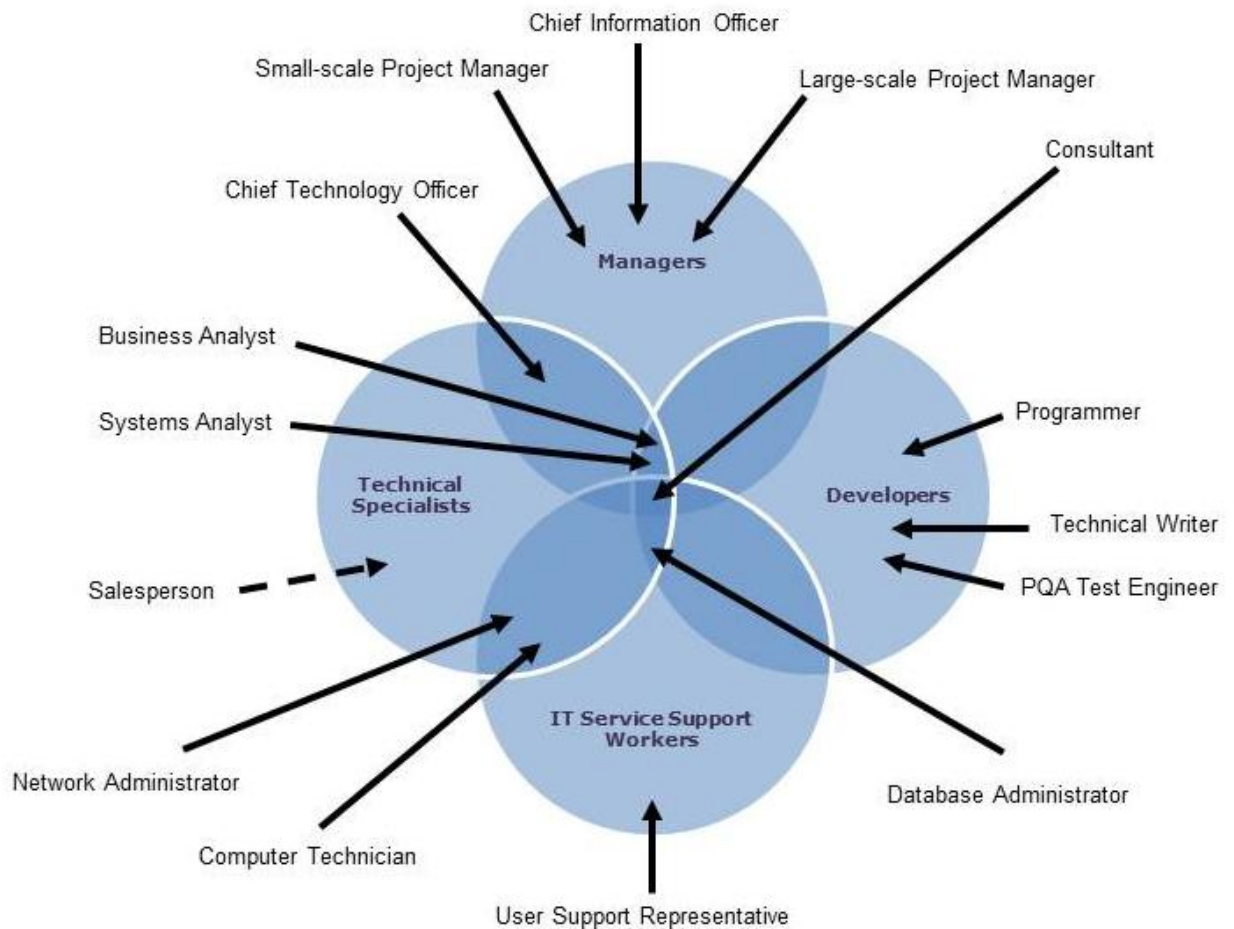 Chief Information Officer
Small-scale Project Manager
Large-scale Project Manager
Consultant
Chief Technology Officer
Managers
Business Analyst
Systems Analyst
Programmer
Technical
Specialists
Developers
Technical Writer
Salesperson
PQA Test Engineer
IT Service Support
Workers
Network Administrator
Database Administrator
Computer Technician
User Support Representative